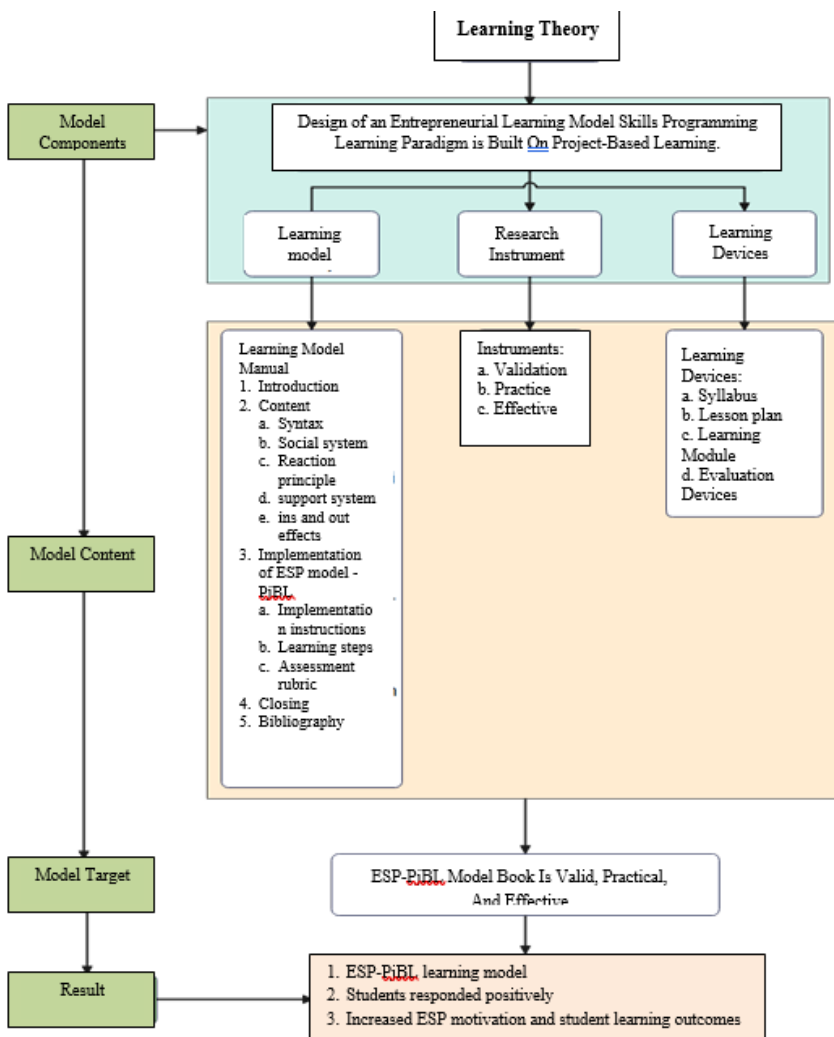 Learning Theory
Model
Components
Design of an Entrepreneurial Learning Model Skills Programming
Learning Paradigm is Built On Project-Based Learning.
Learning
model
Research
Instrument
Learning
Devices
Learning Model
Manual
1. Introduction
2. Content
a. Syntax
b. Social system
c. Reaction
principle
d. support system
e. ins and out
effects
3. Implementation
of ESP model -
PjBL
a. Implementatio
n instructions
b. Learning steps
c. Assessment
rubric
4. Closing
5. Bibliography
Instruments:
a. Validation
b. Practice
c. Effective
Learning
Devices:
a. Syllabus
b. Lesson plan
c. Learning
Module
d. Evaluation
Devices
Model Content
Model Target
ESP-PjBL Model Book Is Valid, Practical,
And Effective
Result
1. ESP-PjBL learning model
2. Students responded positively
3. Increased ESP motivation and student learning outcomes